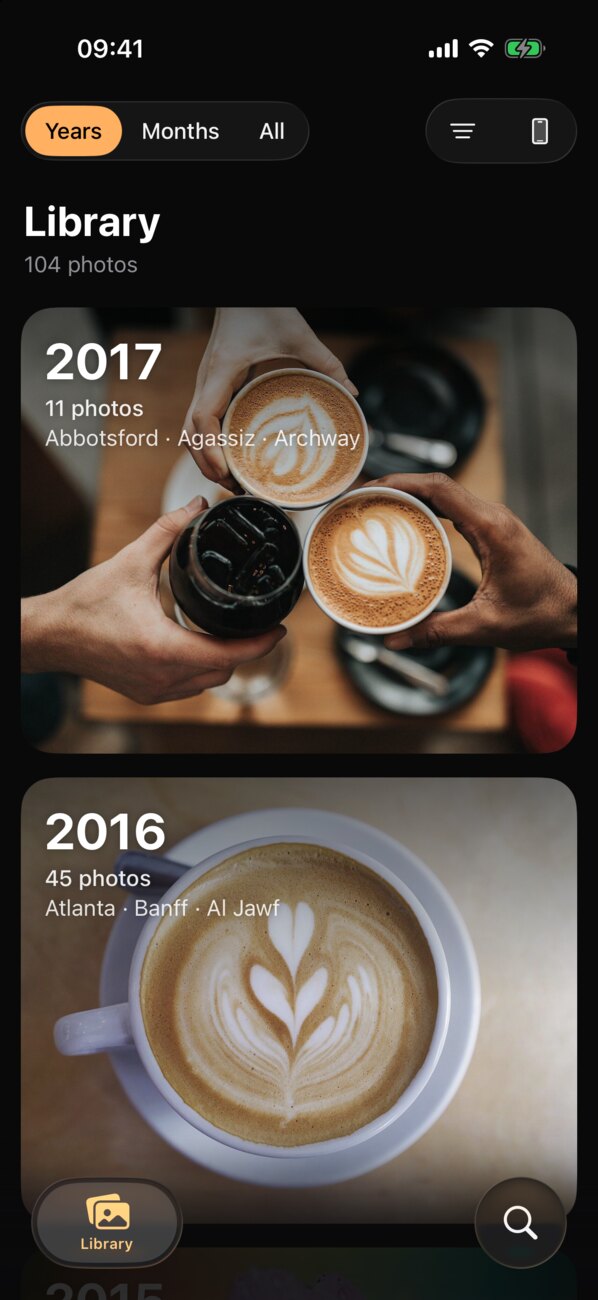 09:41
Years Months All
Library
104 photos
2017
11 photos
Abbotsford · Agassiz · Archway
2016
45 photos
Atlanta · Banff · Al Jawf
Library
2015